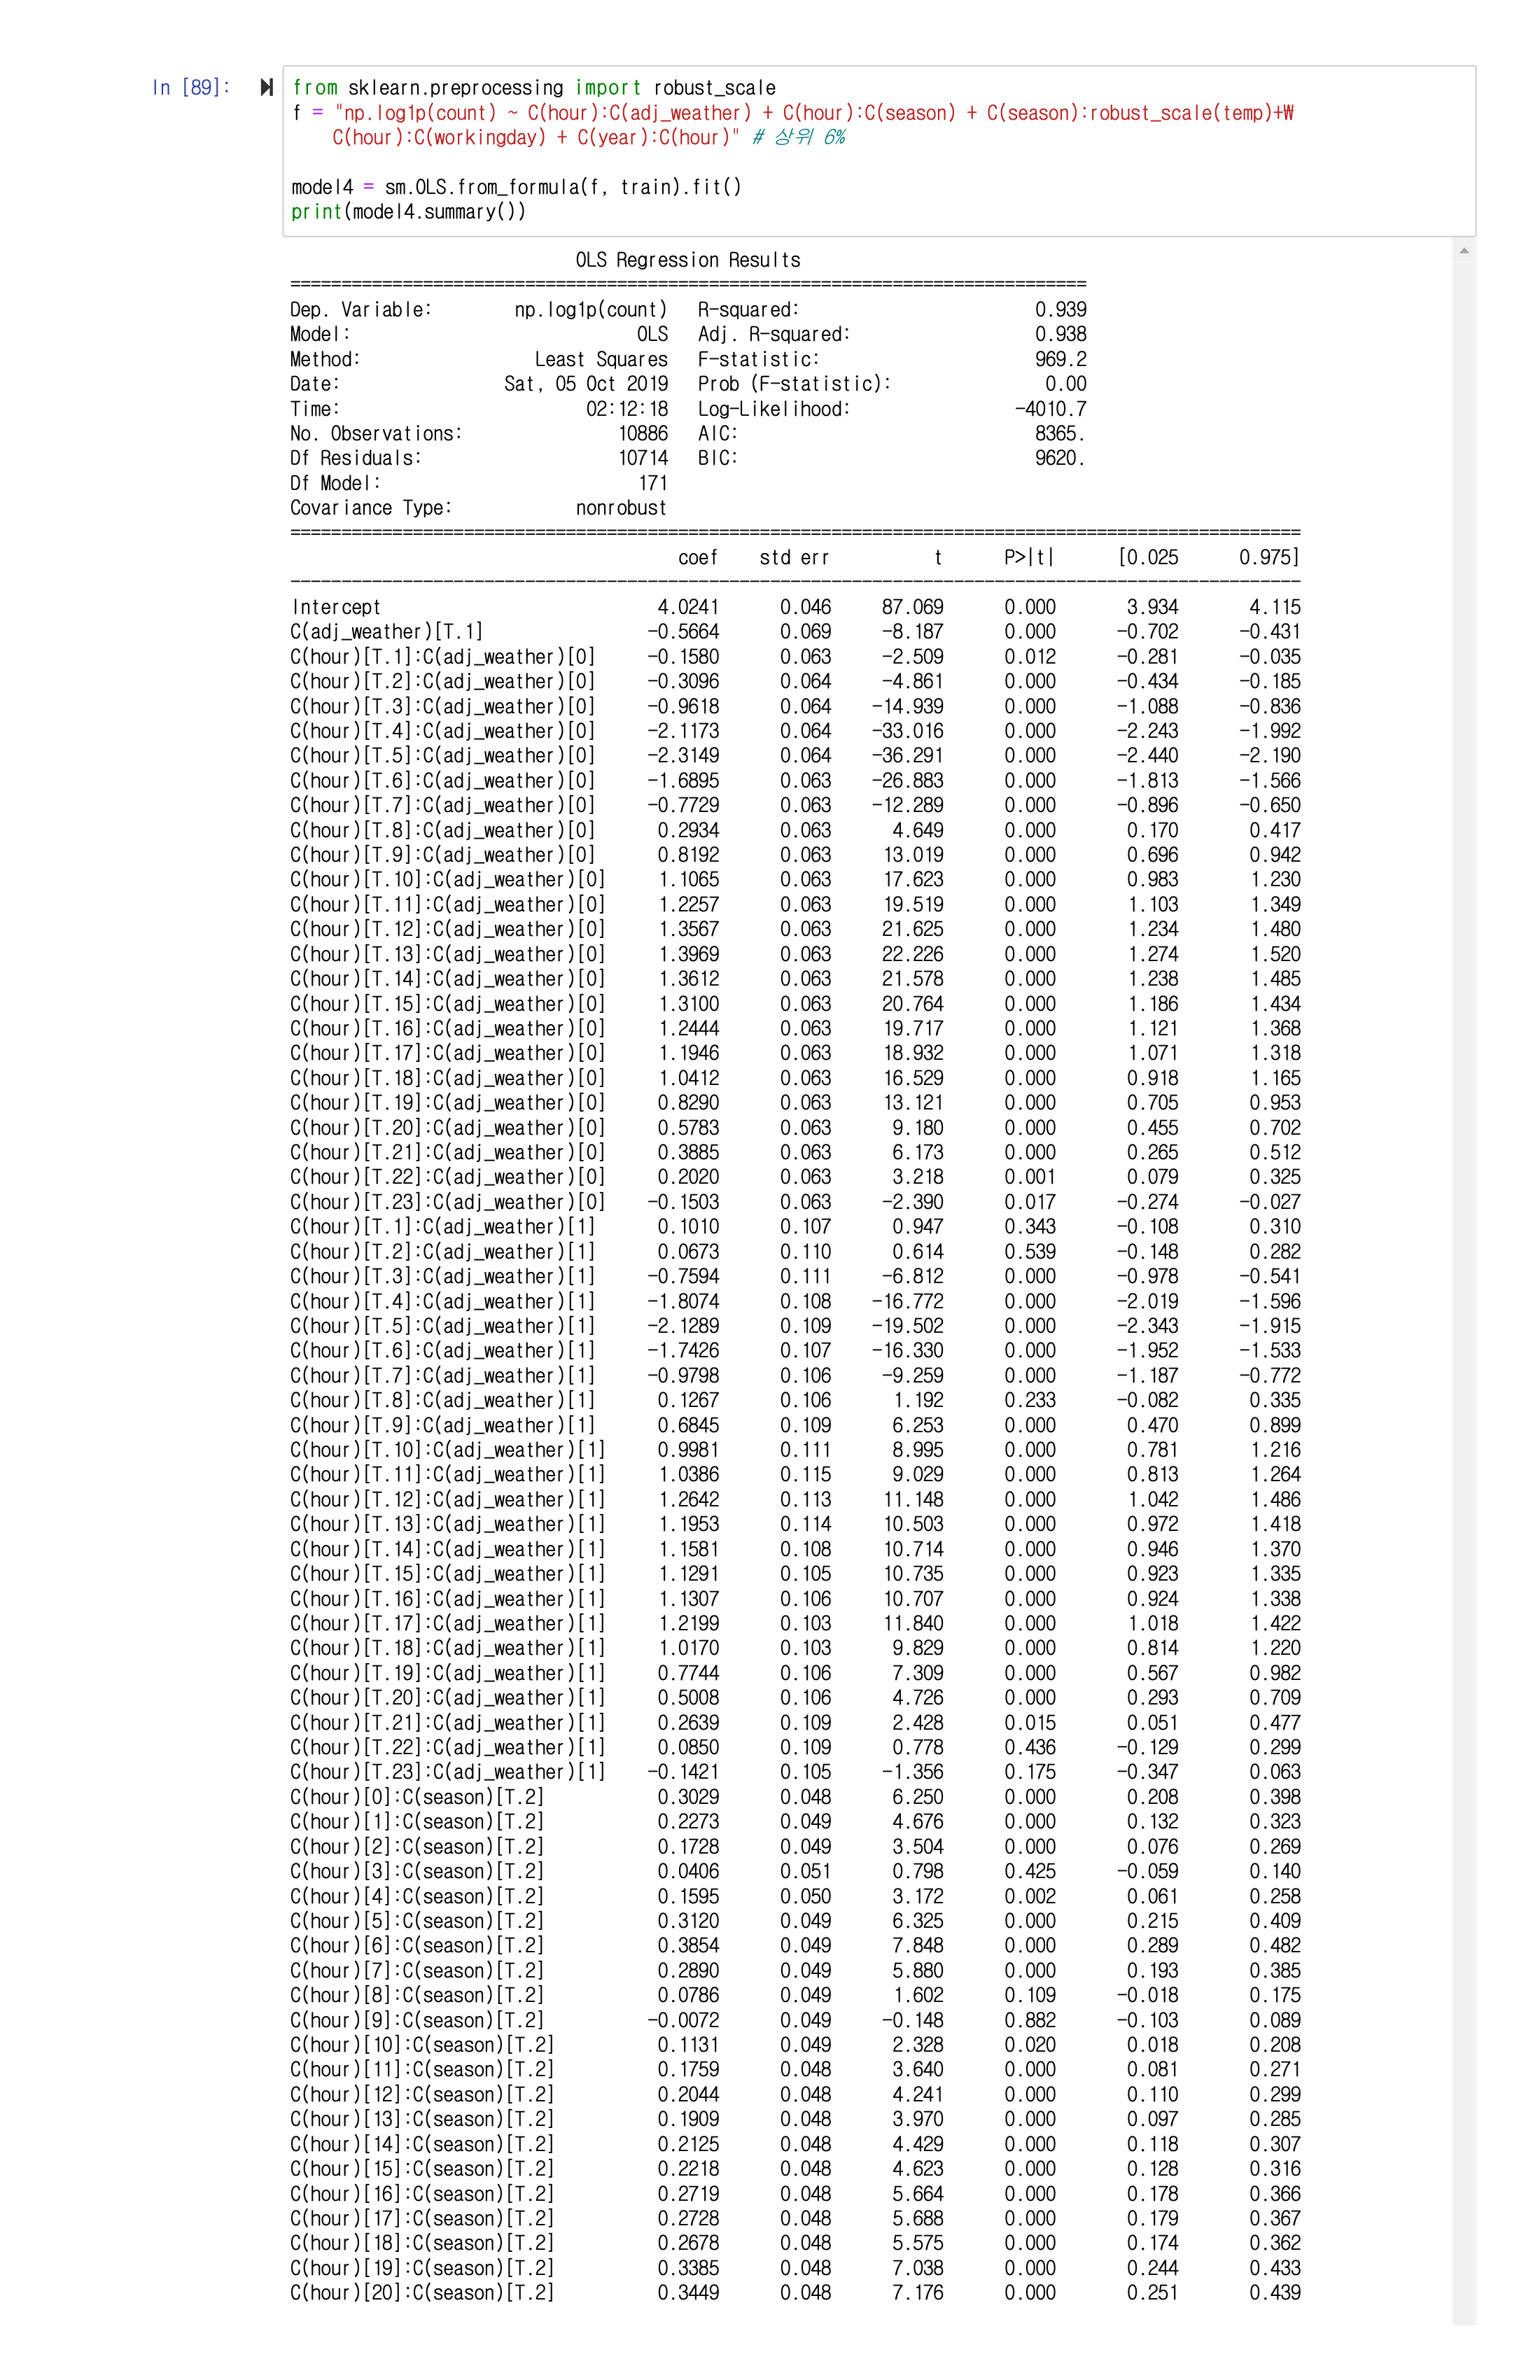 In [89]:
from sklearn.preprocessing import robust_scale
f = "np.log1p(count) ~ C(hour):C(adj_weather) + C(hour):C(season) + C(season):robust_scale(temp)+₩
C(hour):C(workingday) + C(year):C(hour)" # 상위 6%
model4 = sm.OLS.from_formula(f, train).fit()
print(model4.summary())
OLS Regression Results
==============================================================================
Dep. Variable: np.log1p(count) R-squared: 0.939
Model: OLS Adj. R-squared: 0.938
Method: Least Squares F-statistic: 969.2
Date: Sat, 05 Oct 2019 Prob (F-statistic): 0.00
Time: 02:12:18 Log-Likelihood: -4010.7
No. Observations: 10886 AIC: 8365.
Df Residuals: 10714 BIC: 9620.
Df Model: 171
Covariance Type: nonrobust
===================================================================================================
coef std err t P>|t| [0.025 0.975]
---------------------------------------------------------------------------------------------------
Intercept 4.0241 0.046 87.069 0.000 3.934 4.115
C(adj_weather)[T.1] -0.5664 0.069 -8.187 0.000 -0.702 -0.431
C(hour)[T.1]:C(adj_weather)[0] -0.1580 0.063 -2.509 0.012 -0.281 -0.035
C(hour)[T.2]:C(adj_weather)[0] -0.3096 0.064 -4.861 0.000 -0.434 -0.185
C(hour)[T.3]:C(adj_weather)[0] -0.9618 0.064 -14.939 0.000 -1.088 -0.836
C(hour)[T.4]:C(adj_weather)[0] -2.1173 0.064 -33.016 0.000 -2.243 -1.992
C(hour)[T.5]:C(adj_weather)[0] -2.3149 0.064 -36.291 0.000 -2.440 -2.190
C(hour)[T.6]:C(adj_weather)[0] -1.6895 0.063 -26.883 0.000 -1.813 -1.566
C(hour)[T.7]:C(adj_weather)[0] -0.7729 0.063 -12.289 0.000 -0.896 -0.650
C(hour)[T.8]:C(adj_weather)[0] 0.2934 0.063 4.649 0.000 0.170 0.417
C(hour)[T.9]:C(adj_weather)[0] 0.8192 0.063 13.019 0.000 0.696 0.942
C(hour)[T.10]:C(adj_weather)[0] 1.1065 0.063 17.623 0.000 0.983 1.230
C(hour)[T.11]:C(adj_weather)[0] 1.2257 0.063 19.519 0.000 1.103 1.349
C(hour)[T.12]:C(adj_weather)[0] 1.3567 0.063 21.625 0.000 1.234 1.480
C(hour)[T.13]:C(adj_weather)[0] 1.3969 0.063 22.226 0.000 1.274 1.520
C(hour)[T.14]:C(adj_weather)[0] 1.3612 0.063 21.578 0.000 1.238 1.485
C(hour)[T.15]:C(adj_weather)[0] 1.3100 0.063 20.764 0.000 1.186 1.434
C(hour)[T.16]:C(adj_weather)[0] 1.2444 0.063 19.717 0.000 1.121 1.368
C(hour)[T.17]:C(adj_weather)[0] 1.1946 0.063 18.932 0.000 1.071 1.318
C(hour)[T.18]:C(adj_weather)[0] 1.0412 0.063 16.529 0.000 0.918 1.165
C(hour)[T.19]:C(adj_weather)[0] 0.8290 0.063 13.121 0.000 0.705 0.953
C(hour)[T.20]:C(adj_weather)[0] 0.5783 0.063 9.180 0.000 0.455 0.702
C(hour)[T.21]:C(adj_weather)[0] 0.3885 0.063 6.173 0.000 0.265 0.512
C(hour)[T.22]:C(adj_weather)[0] 0.2020 0.063 3.218 0.001 0.079 0.325
C(hour)[T.23]:C(adj_weather)[0] -0.1503 0.063 -2.390 0.017 -0.274 -0.027
C(hour)[T.1]:C(adj_weather)[1] 0.1010 0.107 0.947 0.343 -0.108 0.310
C(hour)[T.2]:C(adj_weather)[1] 0.0673 0.110 0.614 0.539 -0.148 0.282
C(hour)[T.3]:C(adj_weather)[1] -0.7594 0.111 -6.812 0.000 -0.978 -0.541
C(hour)[T.4]:C(adj_weather)[1] -1.8074 0.108 -16.772 0.000 -2.019 -1.596
C(hour)[T.5]:C(adj_weather)[1] -2.1289 0.109 -19.502 0.000 -2.343 -1.915
C(hour)[T.6]:C(adj_weather)[1] -1.7426 0.107 -16.330 0.000 -1.952 -1.533
C(hour)[T.7]:C(adj_weather)[1] -0.9798 0.106 -9.259 0.000 -1.187 -0.772
C(hour)[T.8]:C(adj_weather)[1] 0.1267 0.106 1.192 0.233 -0.082 0.335
C(hour)[T.9]:C(adj_weather)[1] 0.6845 0.109 6.253 0.000 0.470 0.899
C(hour)[T.10]:C(adj_weather)[1] 0.9981 0.111 8.995 0.000 0.781 1.216
C(hour)[T.11]:C(adj_weather)[1] 1.0386 0.115 9.029 0.000 0.813 1.264
C(hour)[T.12]:C(adj_weather)[1] 1.2642 0.113 11.148 0.000 1.042 1.486
C(hour)[T.13]:C(adj_weather)[1] 1.1953 0.114 10.503 0.000 0.972 1.418
C(hour)[T.14]:C(adj_weather)[1] 1.1581 0.108 10.714 0.000 0.946 1.370
C(hour)[T.15]:C(adj_weather)[1] 1.1291 0.105 10.735 0.000 0.923 1.335
C(hour)[T.16]:C(adj_weather)[1] 1.1307 0.106 10.707 0.000 0.924 1.338
C(hour)[T.17]:C(adj_weather)[1] 1.2199 0.103 11.840 0.000 1.018 1.422
C(hour)[T.18]:C(adj_weather)[1] 1.0170 0.103 9.829 0.000 0.814 1.220
C(hour)[T.19]:C(adj_weather)[1] 0.7744 0.106 7.309 0.000 0.567 0.982
C(hour)[T.20]:C(adj_weather)[1] 0.5008 0.106 4.726 0.000 0.293 0.709
C(hour)[T.21]:C(adj_weather)[1] 0.2639 0.109 2.428 0.015 0.051 0.477
C(hour)[T.22]:C(adj_weather)[1] 0.0850 0.109 0.778 0.436 -0.129 0.299
C(hour)[T.23]:C(adj_weather)[1] -0.1421 0.105 -1.356 0.175 -0.347 0.063
C(hour)[0]:C(season)[T.2] 0.3029 0.048 6.250 0.000 0.208 0.398
C(hour)[1]:C(season)[T.2] 0.2273 0.049 4.676 0.000 0.132 0.323
C(hour)[2]:C(season)[T.2] 0.1728 0.049 3.504 0.000 0.076 0.269
C(hour)[3]:C(season)[T.2] 0.0406 0.051 0.798 0.425 -0.059 0.140
C(hour)[4]:C(season)[T.2] 0.1595 0.050 3.172 0.002 0.061 0.258
C(hour)[5]:C(season)[T.2] 0.3120 0.049 6.325 0.000 0.215 0.409
C(hour)[6]:C(season)[T.2] 0.3854 0.049 7.848 0.000 0.289 0.482
C(hour)[7]:C(season)[T.2] 0.2890 0.049 5.880 0.000 0.193 0.385
C(hour)[8]:C(season)[T.2] 0.0786 0.049 1.602 0.109 -0.018 0.175
C(hour)[9]:C(season)[T.2] -0.0072 0.049 -0.148 0.882 -0.103 0.089
C(hour)[10]:C(season)[T.2] 0.1131 0.049 2.328 0.020 0.018 0.208
C(hour)[11]:C(season)[T.2] 0.1759 0.048 3.640 0.000 0.081 0.271
C(hour)[12]:C(season)[T.2] 0.2044 0.048 4.241 0.000 0.110 0.299
C(hour)[13]:C(season)[T.2] 0.1909 0.048 3.970 0.000 0.097 0.285
C(hour)[14]:C(season)[T.2] 0.2125 0.048 4.429 0.000 0.118 0.307
C(hour)[15]:C(season)[T.2] 0.2218 0.048 4.623 0.000 0.128 0.316
C(hour)[16]:C(season)[T.2] 0.2719 0.048 5.664 0.000 0.178 0.366
C(hour)[17]:C(season)[T.2] 0.2728 0.048 5.688 0.000 0.179 0.367
C(hour)[18]:C(season)[T.2] 0.2678 0.048 5.575 0.000 0.174 0.362
C(hour)[19]:C(season)[T.2] 0.3385 0.048 7.038 0.000 0.244 0.433
C(hour)[20]:C(season)[T.2] 0.3449 0.048 7.176 0.000 0.251 0.439